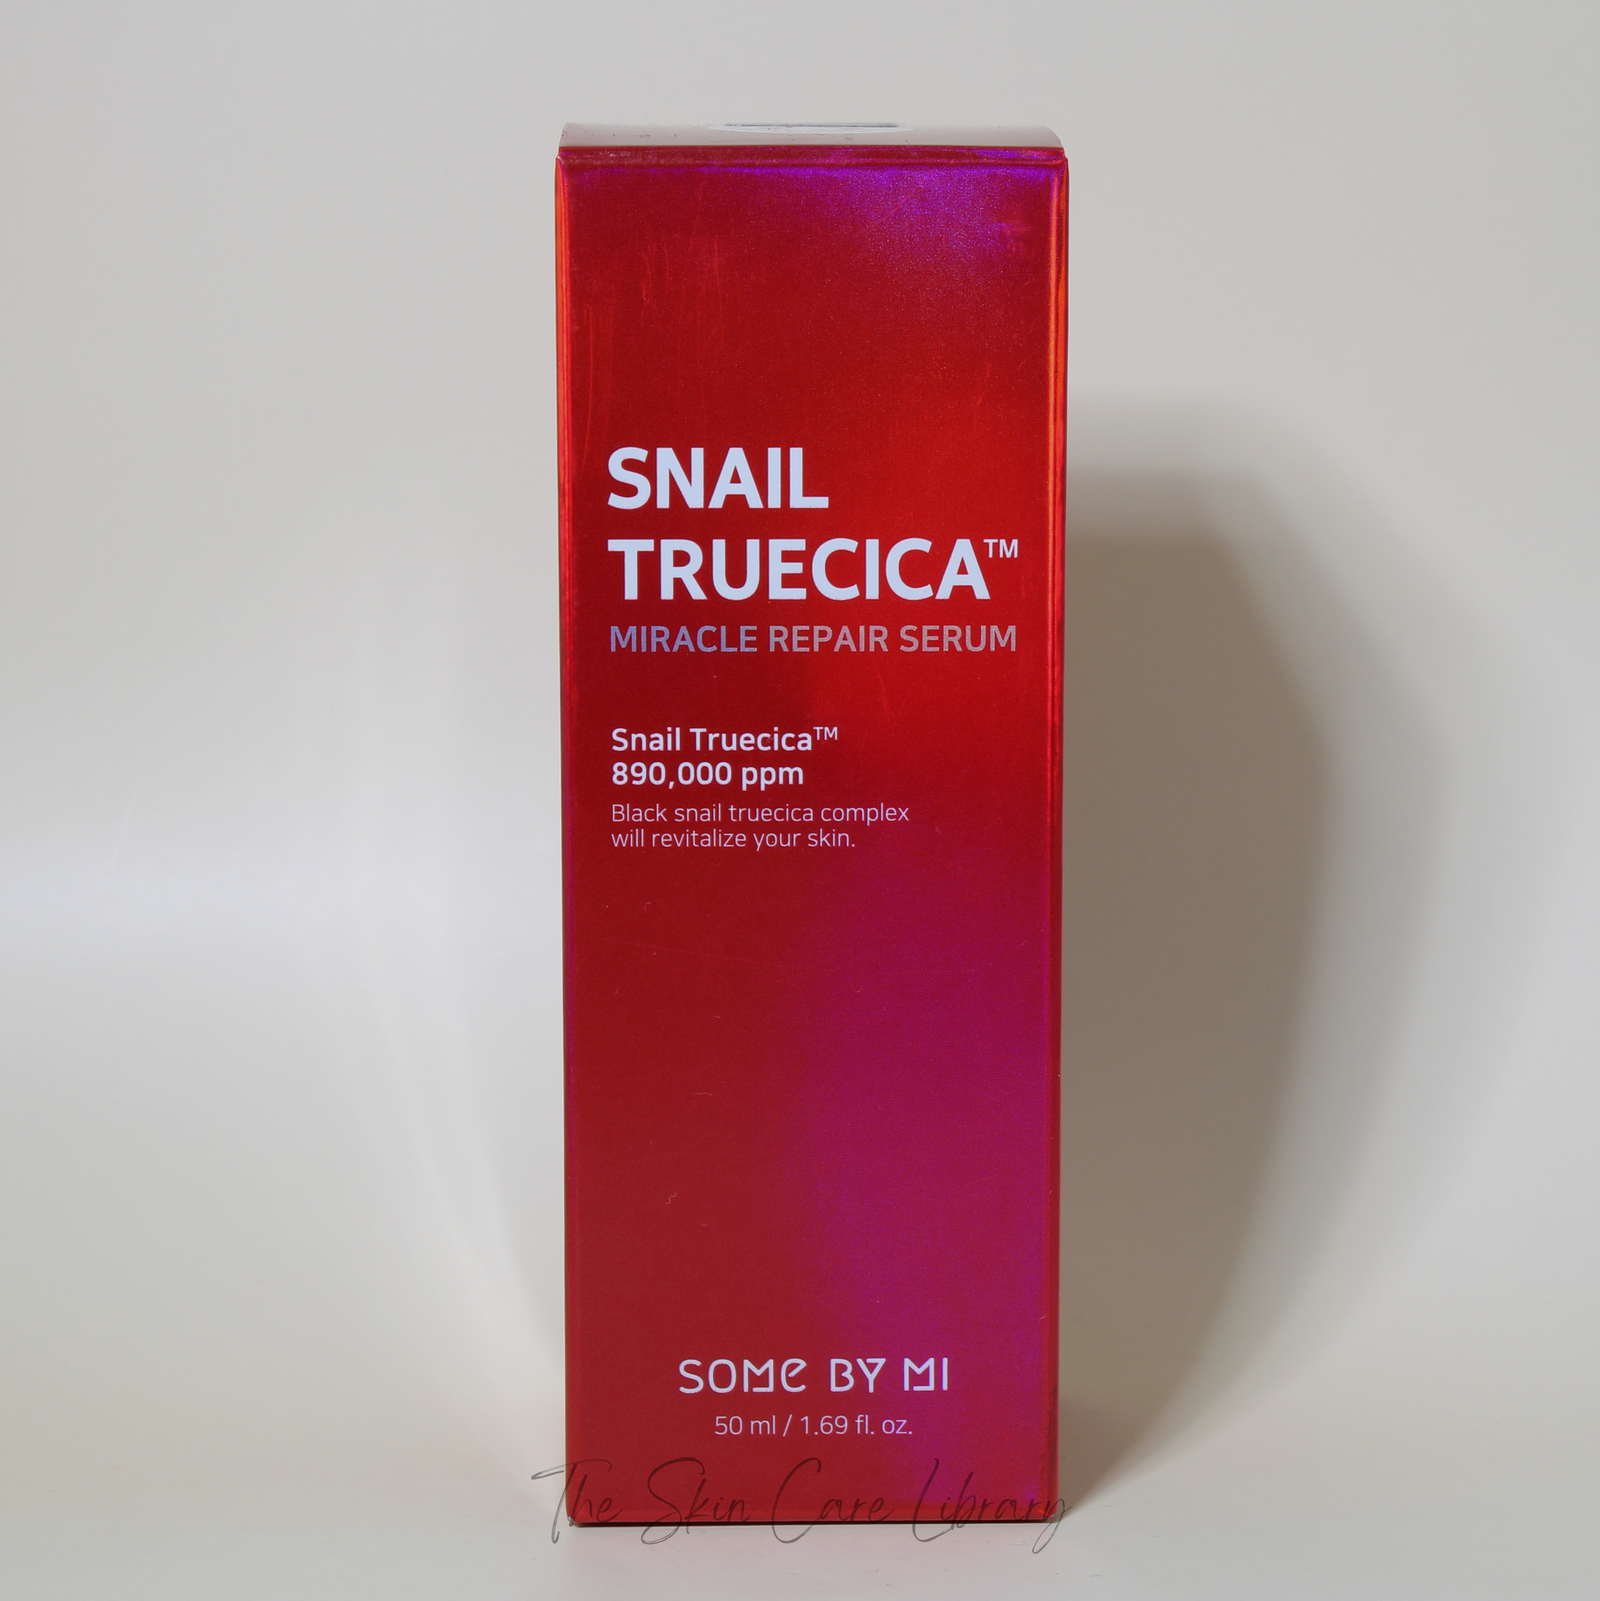 SNAIL
TRUECICA™
MIRACLE REPAIR SERUM
Snail Truecica™
890,000 ppm
Black snail truecica complex
will revitalize your skin.
SOME BY MI
50 ml / 1.69 fl. oz.
The Skin Care Library